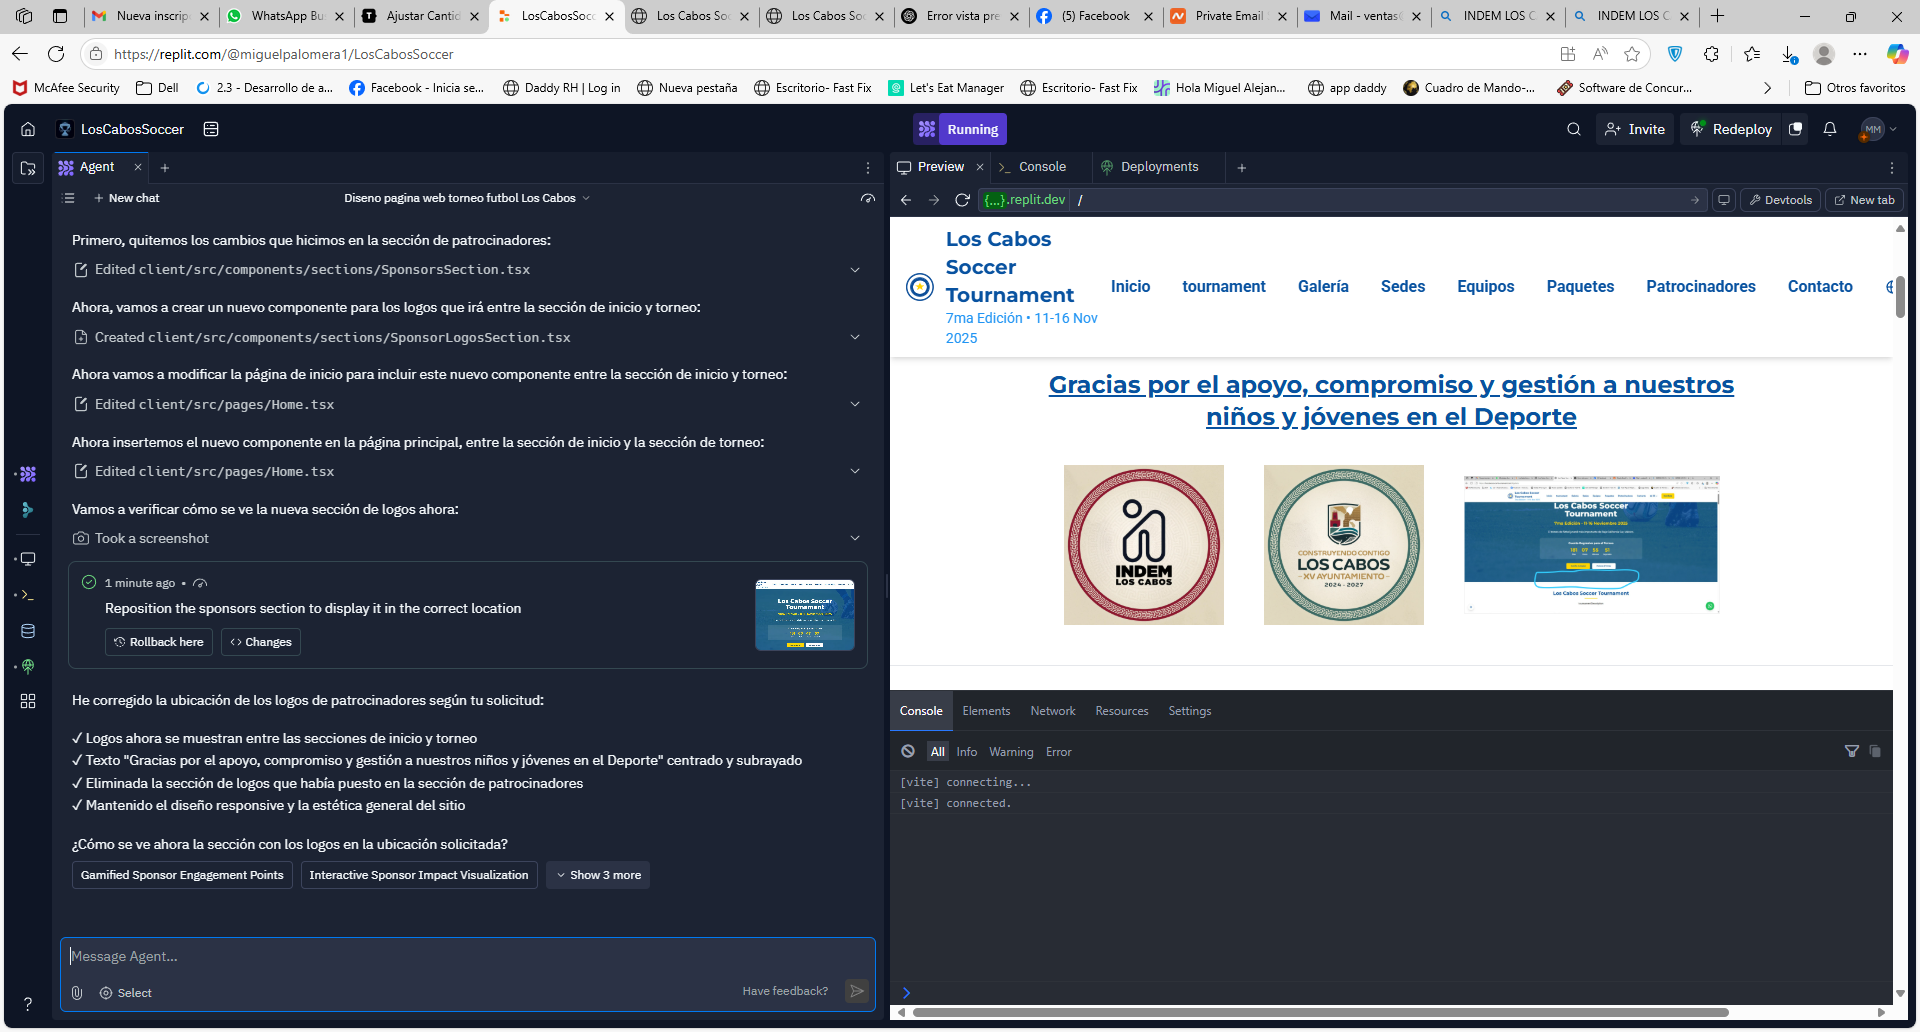 Nueva inscrip
WhatsApp Bu
Ajustar Cantid
LosCabosSocc
Los Cabos Soc
Los Cabos Soc
Error vista pre
(5) Facebook
Private Email
Mail - ventas
INDEM LOS C
INDEM LOS C
https://replit.com/@miguelpalomera1/LosCabosSoccer
McAfee Security
Dell
2.3 - Desarrollo de a...
Facebook - Inicia se...
Daddy RH | Log in
Nueva pestaña
Escritorio- Fast Fix
Let's Eat Manager
Escritorio- Fast Fix
Hola Miguel Alejan...
app daddy
Cuadro de Mando-...
Software de Concur...
Otros favoritos
LosCabosSoccer
Running
Invite
Redeploy
MM
Agent
New chat
Diseno pagina web torneo futbol Los Cabos
Primero, quitemos los cambios que hicimos en la sección de patrocinadores:
Edited client/src/components/sections/SponsorsSection.tsx
Ahora, vamos a crear un nuevo componente para los logos que irá entre la sección de inicio y torneo:
Created client/src/components/sections/SponsorLogosSection.tsx
Ahora vamos a modificar la página de inicio para incluir este nuevo componente entre la sección de inicio y torneo:
Edited client/src/pages/Home.tsx
Ahora insertemos el nuevo componente en la página principal, entre la sección de inicio y la sección de torneo:
Edited client/src/pages/Home.tsx
Vamos a verificar cómo se ve la nueva sección de logos ahora:
Took a screenshot
1 minute ago •
Reposition the sponsors section to display it in the correct location
Rollback here
Changes
Los Cabos Soccer
Tournament
He corregido la ubicación de los logos de patrocinadores según tu solicitud:
✓ Logos ahora se muestran entre las secciones de inicio y torneo
✓ Texto "Gracias por el apoyo, compromiso y gestión a nuestros niños y jóvenes en el Deporte" centrado y subrayado
✓ Eliminada la sección de logos que había puesto en la sección de patrocinadores
✓ Mantenido el diseño responsive y la estética general del sitio
¿Cómo se ve ahora la sección con los logos en la ubicación solicitada?
Gamified Sponsor Engagement Points
Interactive Sponsor Impact Visualization
Show 3 more
Message Agent...
Select
Have feedback?
Preview
Console
Deployments
{...}.replit.dev /
Devtools
New tab
Los Cabos
Soccer
Tournament
7ma Edición • 11-16 Nov
2025
Inicio
tournament
Galería
Sedes
Equipos
Paquetes
Patrocinadores
Contacto
Gracias por el apoyo, compromiso y gestión a nuestros
niños y jóvenes en el Deporte
INDEM
LOS CABOS
CONSTRUYENDO CONTIGO
LOS CABOS
- XV AYUNTAMIENTO -
2024 - 2027
Los Cabos Soccer
Tournament
Los Cabos Soccer Tournament
Console
Elements
Network
Resources
Settings
All
Info
Warning
Error
[vite] connecting...
[vite] connected.